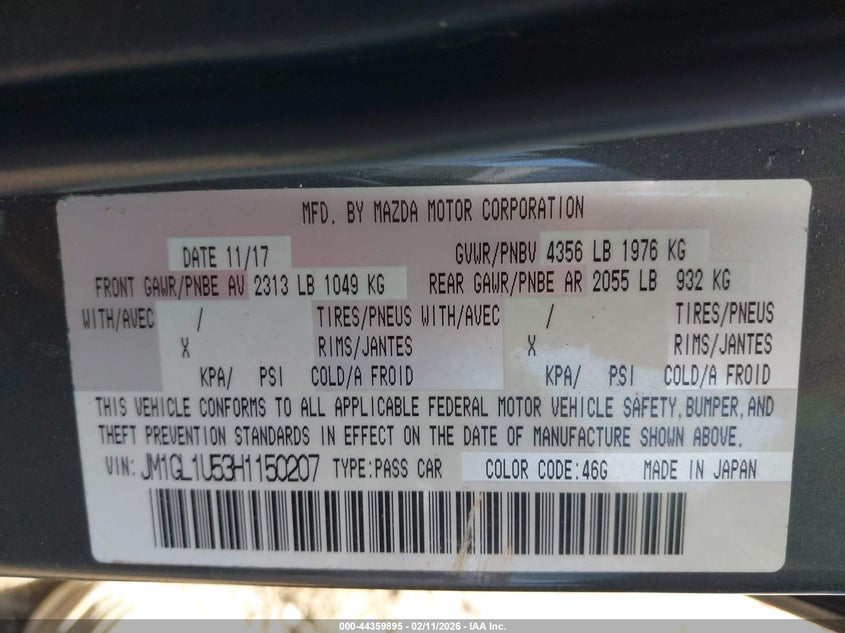 MFD. BY MAZDA MOTOR CORPORATION
DATE 11/17 GVWR/PNBV 4356 LB 1976 KG
FRONT GAWR/PNBE AV 2313 LB 1049 KG REAR GAWR/PNBE AR 2055 LB 932 KG
WITH/AVEC / TIRES/PNEUS WITH/AVEC / TIRES/PNEUS
X RIMS/JANTES X RIMS/JANTES
KPA/ PSI COLD/A FROID KPA/ PSI COLD/A FROID
THIS VEHICLE CONFORMS TO ALL APPLICABLE FEDERAL MOTOR VEHICLE SAFETY, BUMPER, AND
THEFT PREVENTION STANDARDS IN EFFECT ON THE DATE OF MANUFACTURE SHOWN ABOVE.
VIN: JM1GL1U53H1150207 TYPE:PASS CAR COLOR CODE:46G MADE IN JAPAN
000-44359895 - 02/11/2026 - IAA Inc.